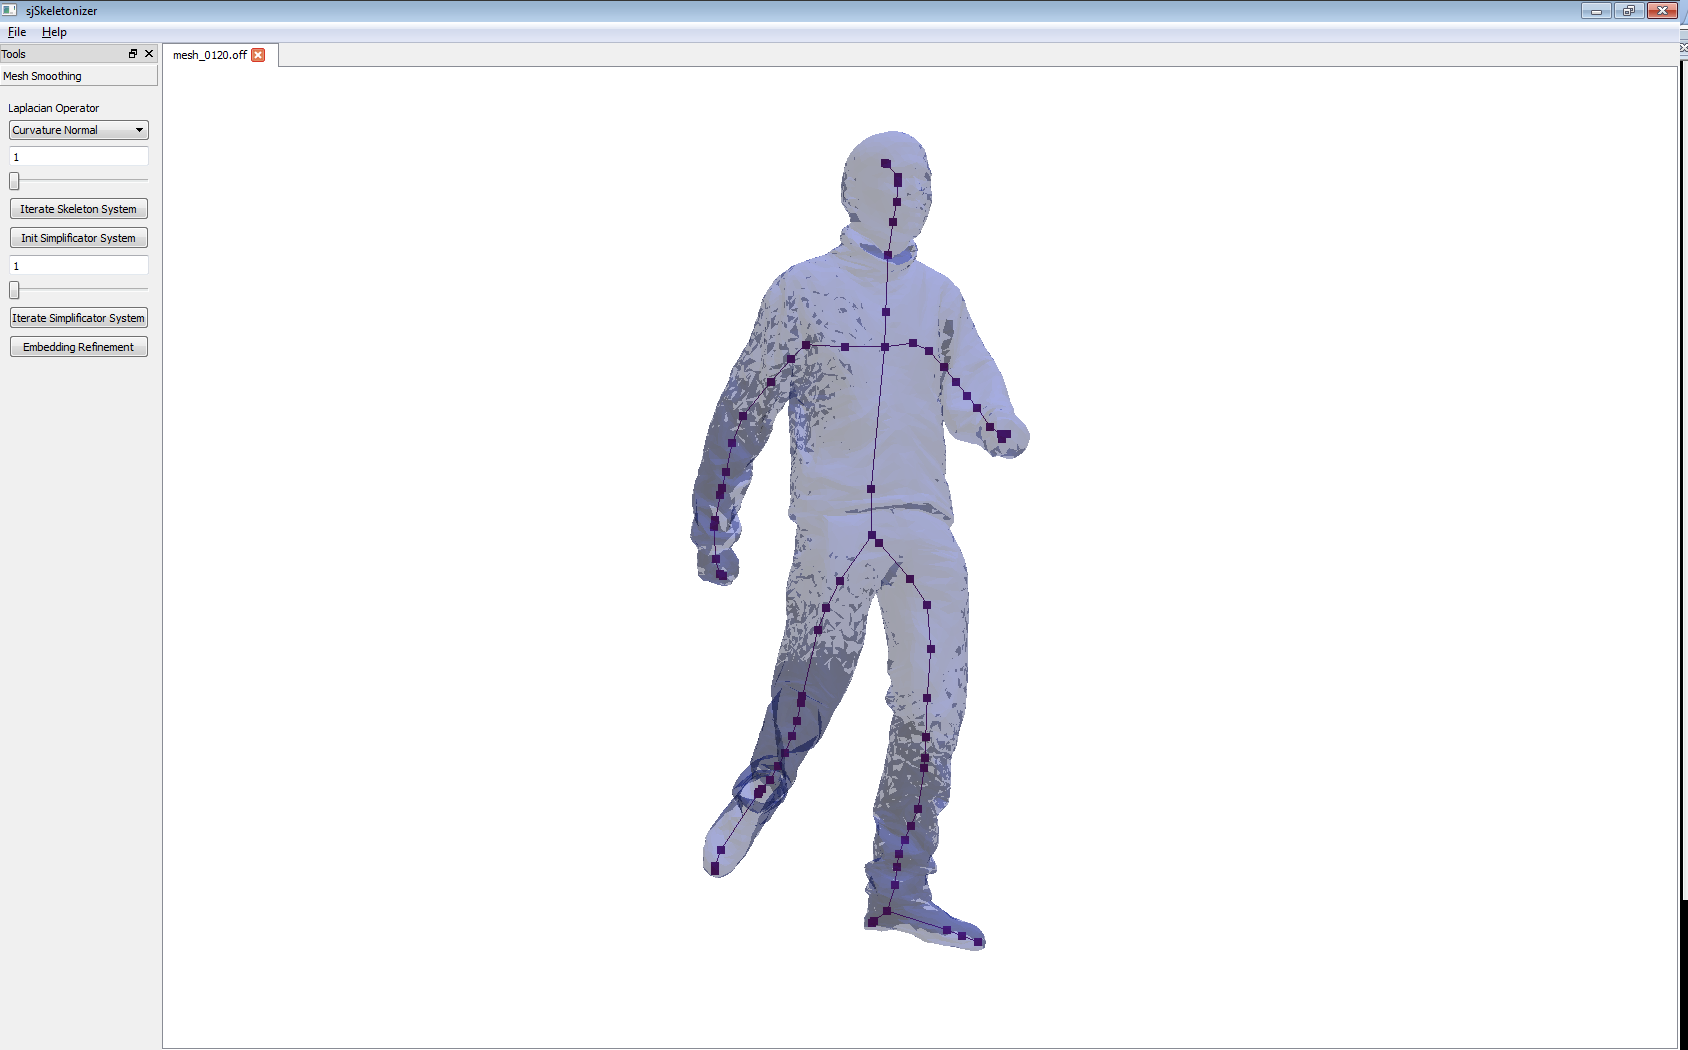 sjSkeletonizer
File Help
Tools
mesh_0120.off
Mesh Smoothing
Laplacian Operator
Curvature Normal
1
Iterate Skeleton System
Init Simplificator System
1
Iterate Simplificator System
Embedding Refinement